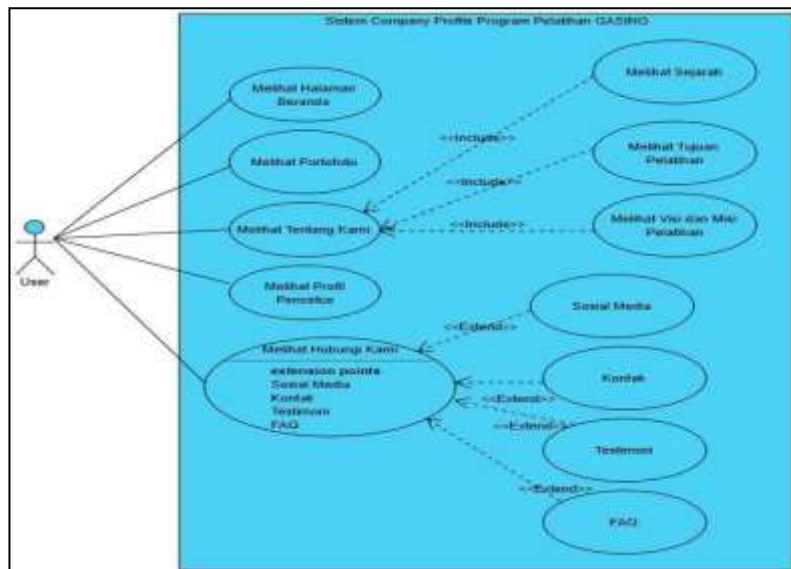 Sistem Company Profile Program Pelatihan GASING
Melihat Halaman
Beranda
Melihat Sejarah
<<Include>>
Melihat Portofolio
Melihat Tujuan
Pelatihan
<<Include>>
Melihat Tentang Kami
<<Include>>
Melihat Visi dan Misi
Pelatihan
User
Melihat Profil
Pencetus
Sosial Media
<<Extend>>
Melihat Hubungi Kami
extension points
Sosial Media
Kontak
Testimoni
FAQ
Kontak
<<Extend>>
<<Extend>>
Testimoni
<<Extend>>
FAQ